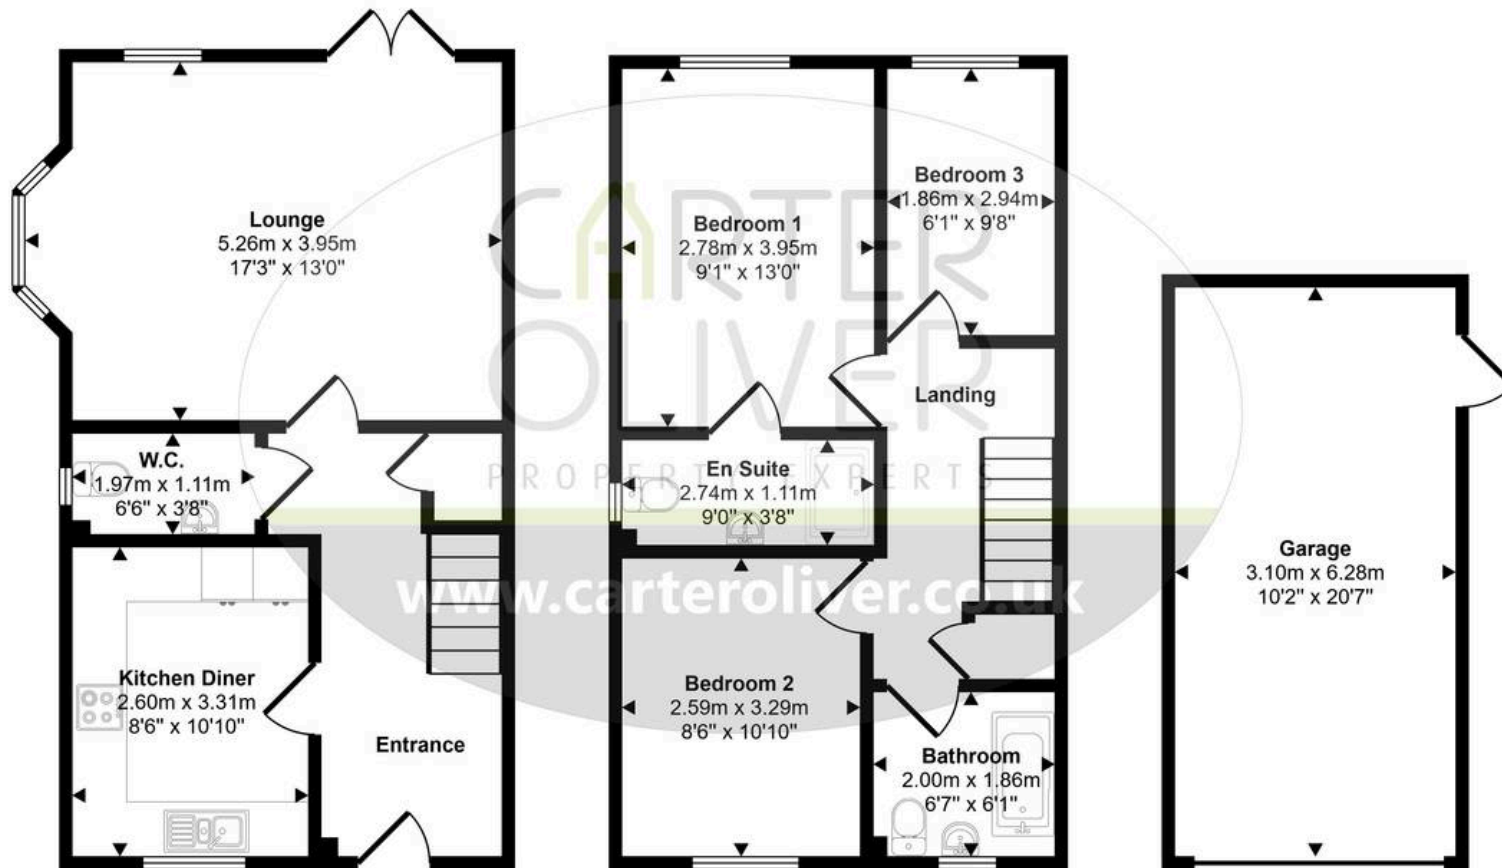 Lounge
5.26m x 3.95m
17'3" x 13'0"
W.C.
1.97m x 1.11m
6'6" x 3'8"
Kitchen Diner
2.60m x 3.31m
8'6" x 10'10"
Entrance
Bedroom 1
2.78m x 3.95m
9'1" x 13'0"
Bedroom 3
1.86m x 2.94m
6'1" x 9'8"
Landing
En Suite
2.74m x 1.11m
9'0" x 3'8"
Bedroom 2
2.59m x 3.29m
8'6" x 10'10"
Bathroom
2.00m x 1.86m
6'7" x 6'1"
Garage
3.10m x 6.28m
10'2" x 20'7"
CARTER
OLIVER
PROPERTY EXPERTS
www.carteroliver.co.uk